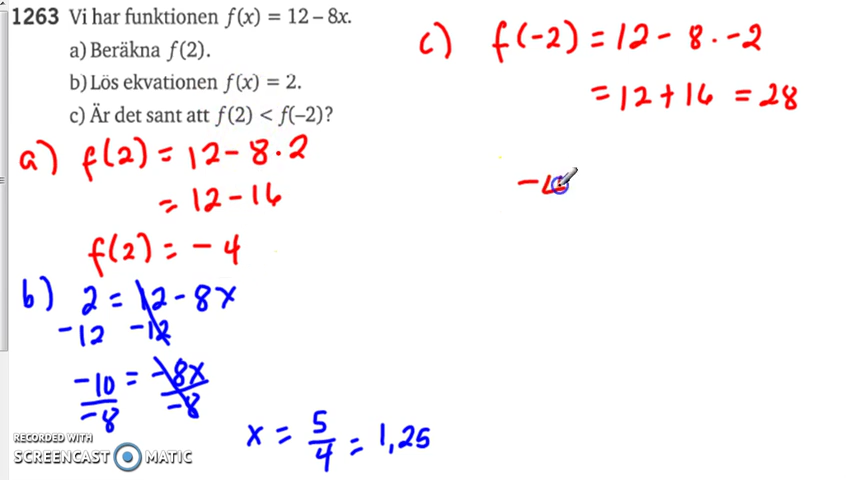 1263 Vi har funktionen f(x) = 12 – 8x.
a) Beräkna f(2).
b) Lös ekvationen f(x) = 2.
c) Är det sant att f(2) < f(–2)?
a) f(2) = 12 - 8 · 2
= 12 - 16
f(2) = - 4
b) 2 = 12 - 8x
-12 -12
-10 = -8x
-8 -8
x = 5/4 = 1,25
c) f(-2) = 12 - 8 · -2
= 12 + 16 = 28
-4
RECORDED WITH
SCREENCAST MATIC